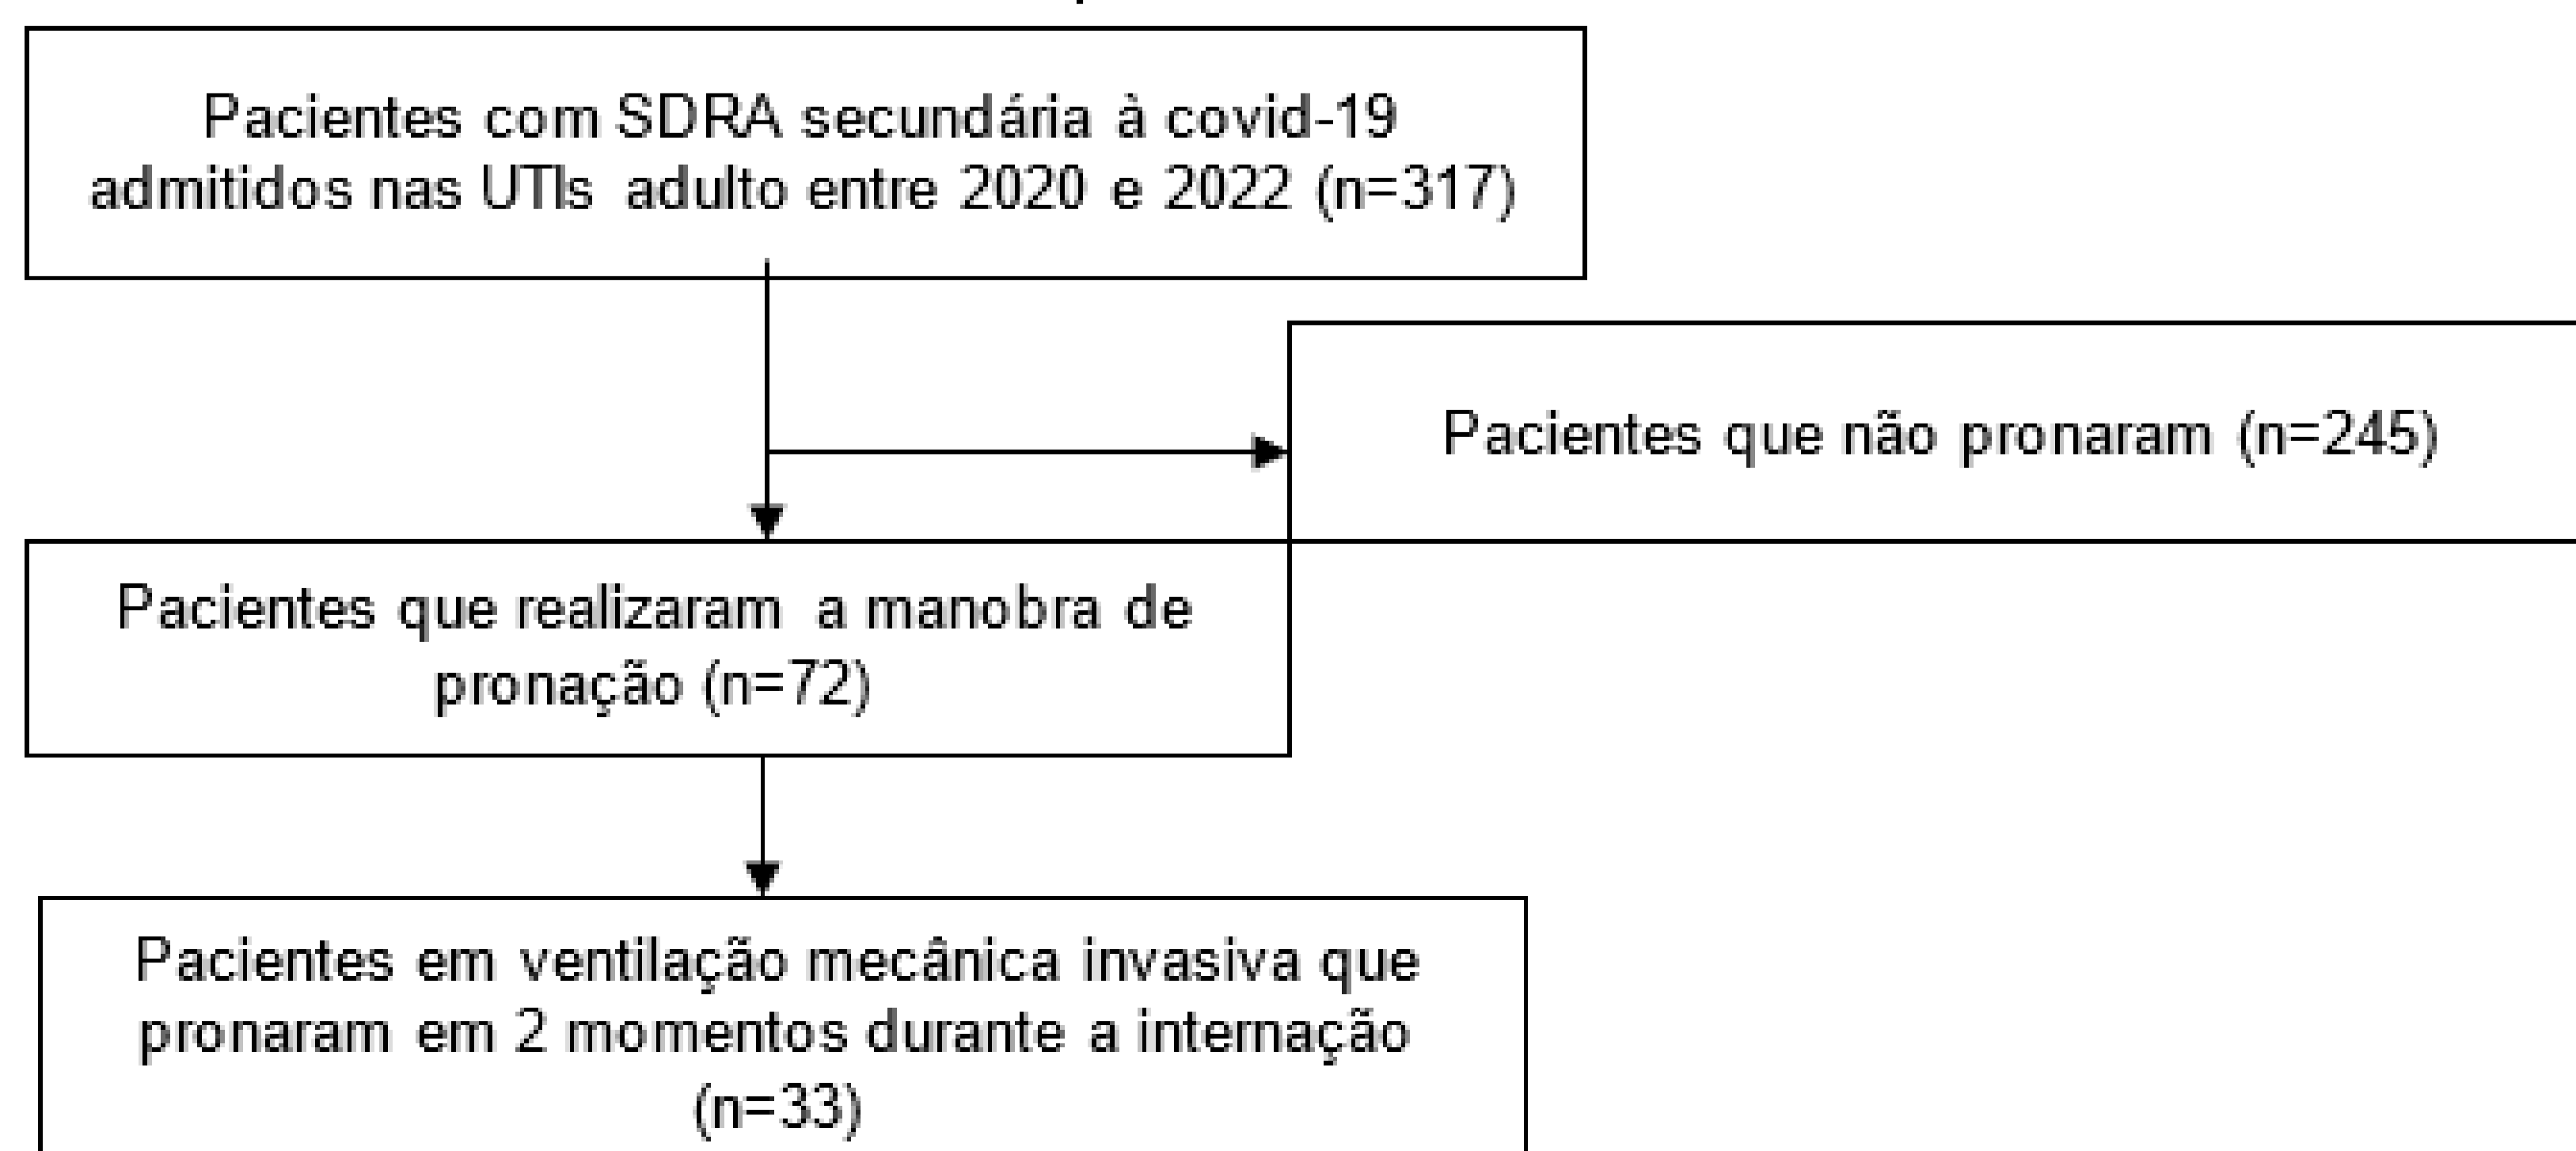 Pacientes com SDRA secundária à covid-19
admitidos nas UTIs adulto entre 2020 e 2022 (n=317)
Pacientes que não pronaram (n=245)
Pacientes que realizaram a manobra de
pronação (n=72)
Pacientes em ventilação mecânica invasiva que
pronaram em 2 momentos durante a internação
(n=33)